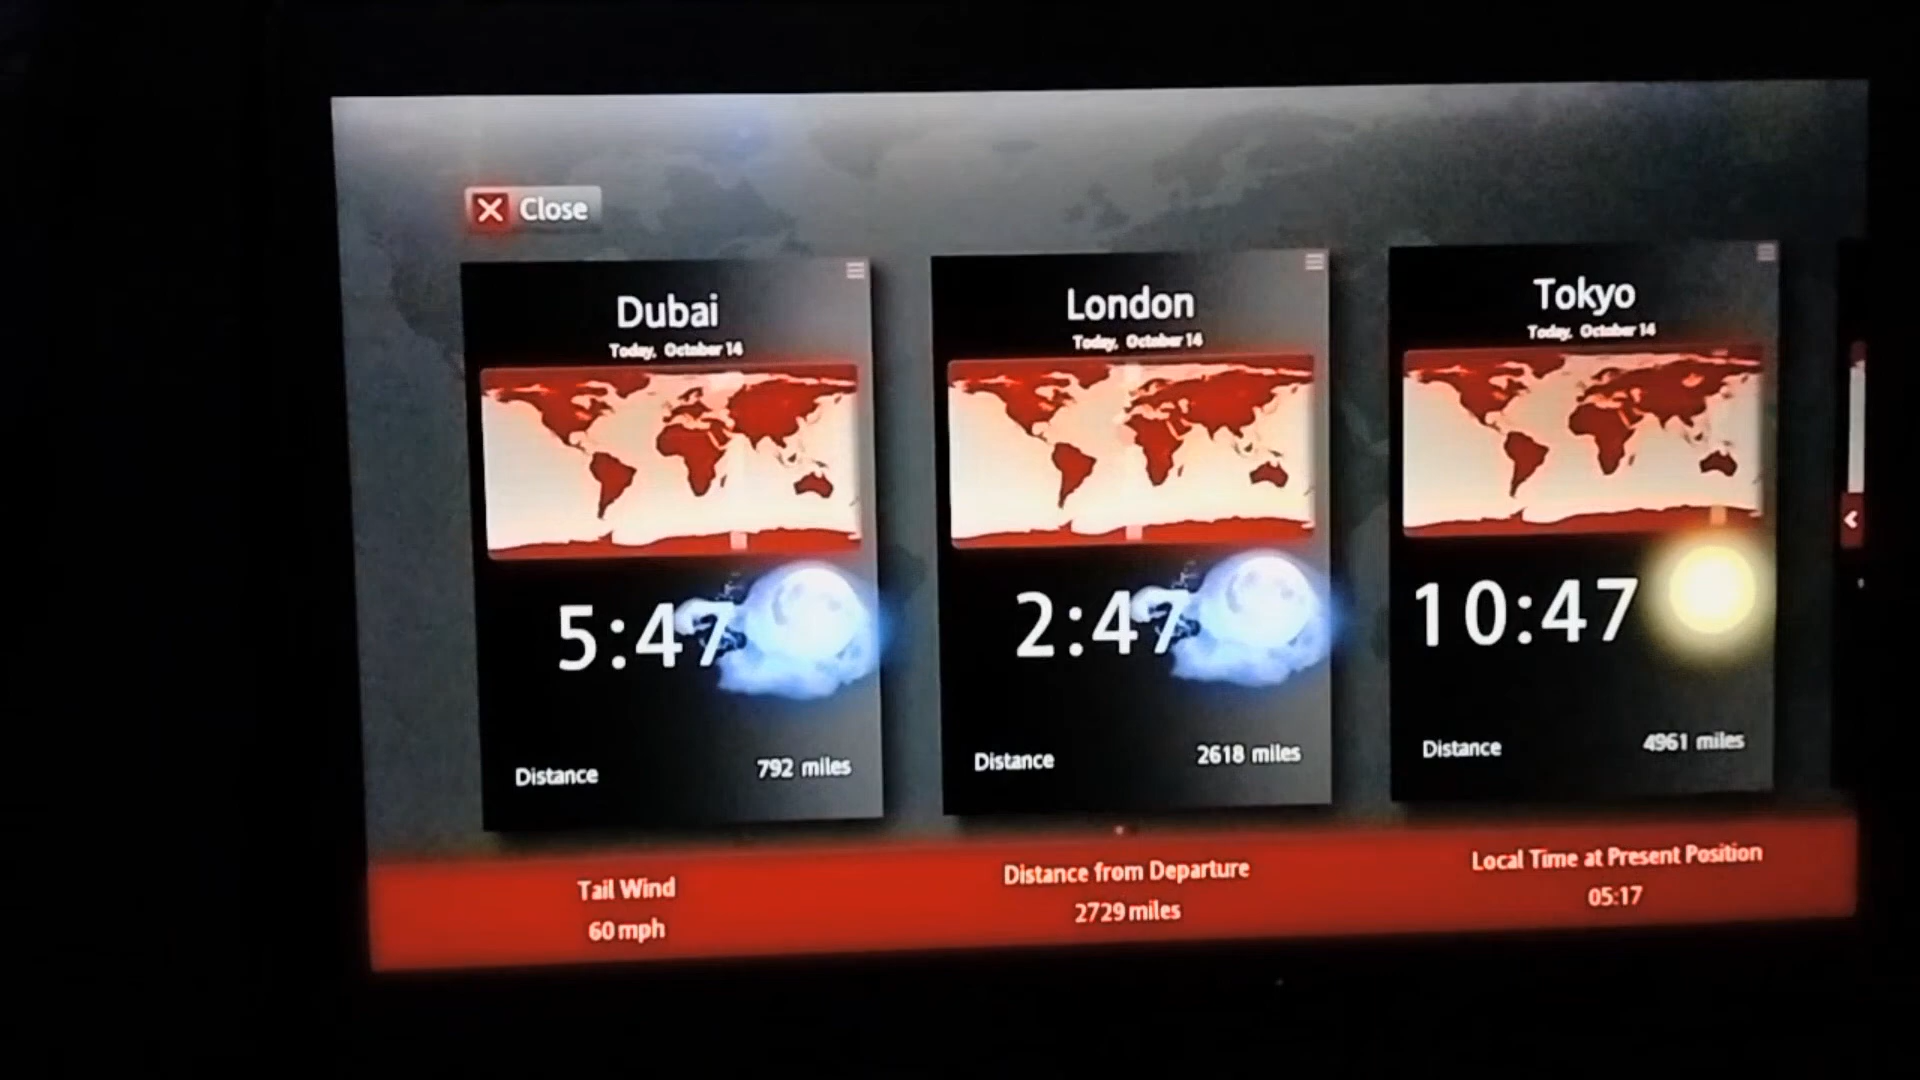 Close
Dubai
Today, October 14
5:47
Distance 792 miles
London
Today, October 14
2:47
Distance 2618 miles
Tokyo
Today, October 14
10:47
Distance 4961 miles
Tail Wind
60 mph
Distance from Departure
2729 miles
Local Time at Present Position
05:17